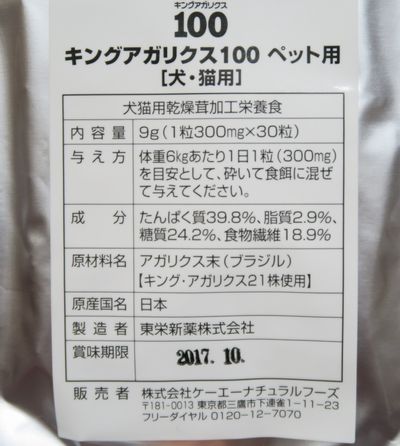 キングアガリクス
100
キングアガリクス100 ペット用
[犬・猫用]
犬猫用乾燥茸加工栄養食
内容量 9g(1粒300mg×30粒)
与え方 体重6kgあたり1日1粒(300mg)
を目安として、砕いて食餌に混ぜ
て与えてください。
成分 たんぱく質39.8%、脂質2.9%、
糖質24.2%、食物繊維18.9%
原材料名 アガリクス末(ブラジル)
【キング・アガリクス21株使用】
原産国名 日本
製造者 東栄新薬株式会社
賞味期限 2017.10.
販売者 株式会社ケーエーナチュラルフーズ
〒181-0013 東京都三鷹市下連雀1-11-23
フリーダイヤル 0120-12-7070